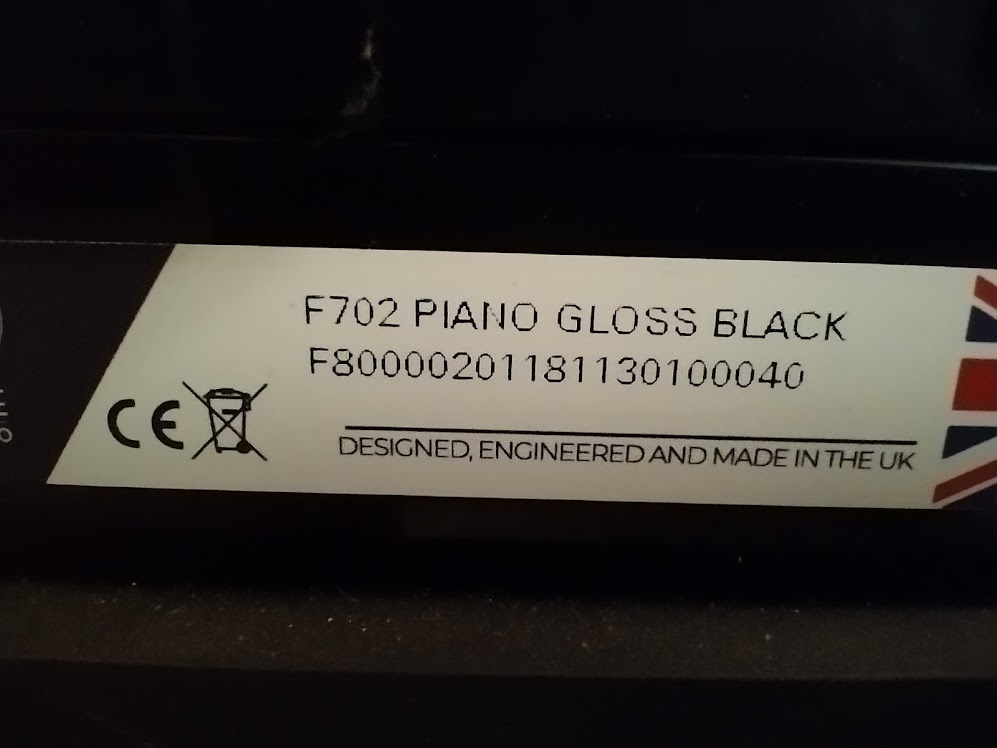 F702 PIANO GLOSS BLACK
F80000201181130100040
CE
DESIGNED, ENGINEERED AND MADE IN THE UK